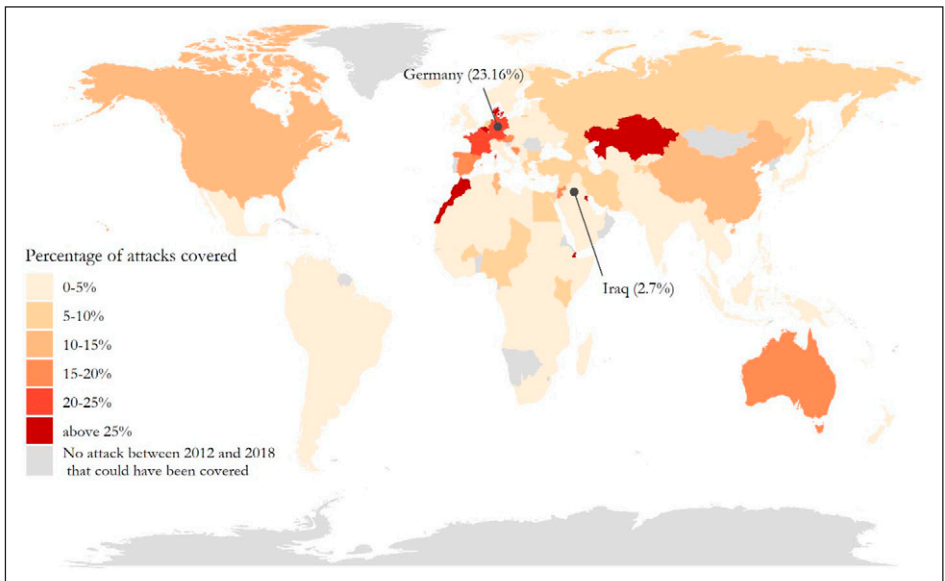 Germany (23.16%)
Iraq (2.7%)
Percentage of attacks covered
0-5%
5-10%
10-15%
15-20%
20-25%
above 25%
No attack between 2012 and 2018
that could have been covered